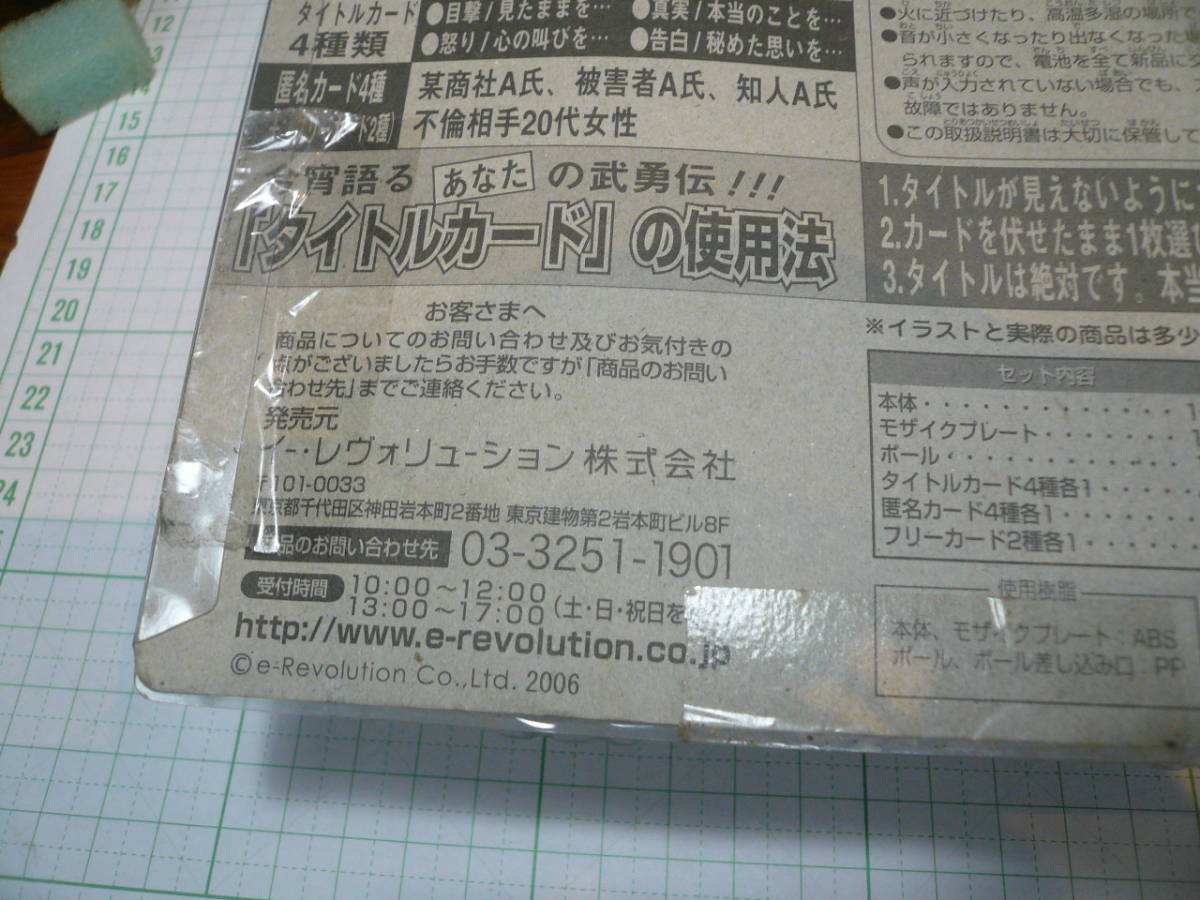 タイトルカード
4種類
●目撃/見たままを… ●真実/本当のことを…
●怒り/心の叫びを… ●告白/秘めた思いを…
匿名カード4種
ド2種)
某商社A氏、被害者A氏、知人A氏
不倫相手20代女性
宵語る あなた の武勇伝!!!
「タイトルカード」の使用法
お客さまへ
商品についてのお問い合わせ及びお気付きの
点がございましたらお手数ですが「商品のお問い
合わせ先」までご連絡ください。
発売元
イー・レヴォリューション株式会社
〒101-0033
東京都千代田区神田岩本町2番地 東京建物第2岩本町ビル8F
商品のお問い合わせ先 03-3251-1901
受付時間 10:00～12:00
13:00～17:00(土・日・祝日を
http://www.e-revolution.co.jp
©e-Revolution Co.,Ltd. 2006
●火に近づけたり、高温多湿の場所で
●音が小さくなったり出なくなった場
られますので、電池を全て新品に交
●声が入力されていない場合でも、
故障ではありません。
●この取扱説明書は大切に保管して
1.タイトルが見えないように
2.カードを伏せたまま1枚選
3.タイトルは絶対です。本当
※イラストと実際の商品は多少
セット内容
本体・・・・・・・・・・・・・1
モザイクプレート・・・・・・・1
ボール・・・・・・・・・・・・
タイトルカード4種各1・・・・・
匿名カード4種各1・・・・・・
フリーカード2種各1・・・・・
使用樹脂
本体、モザイクプレート:ABS
ボール、ボール差し込み口 PP
12
13
14
15
16
17
18
19
20
21
22
23
24